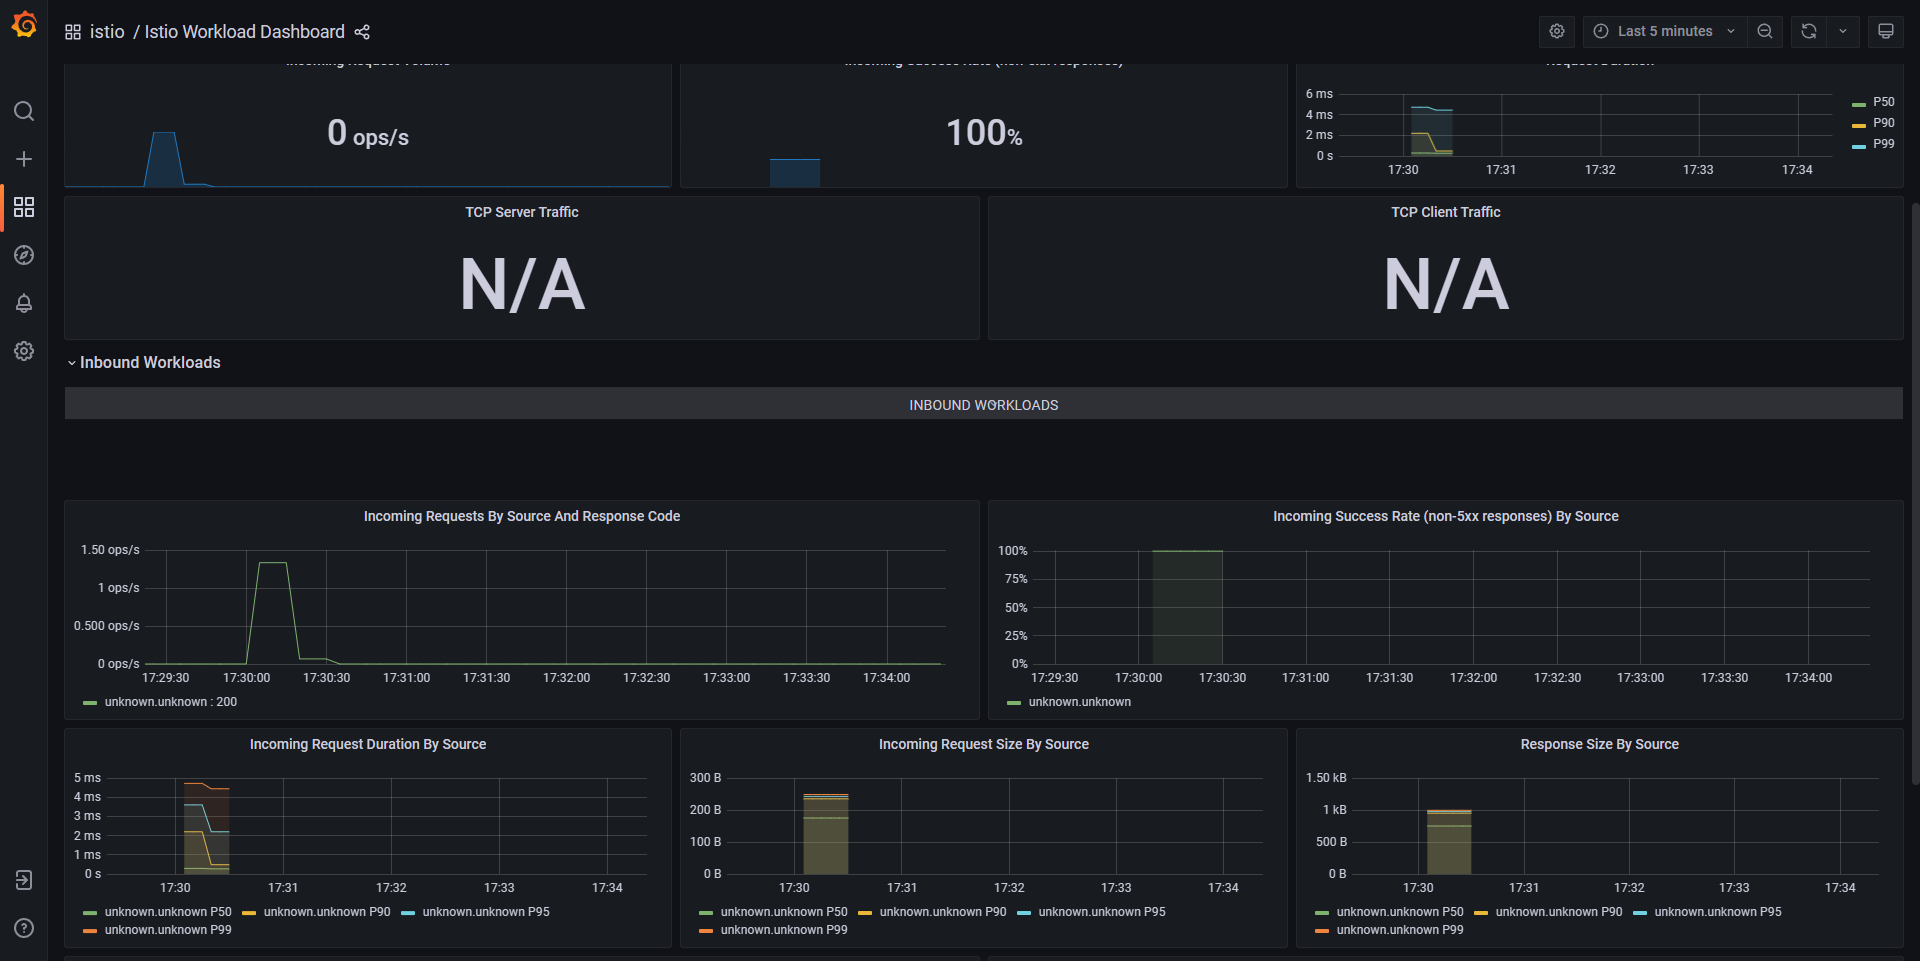 istio / Istio Workload Dashboard
Last 5 minutes
Incoming Request Volume
0 ops/s
Incoming Success Rate (non-5xx responses)
100%
Request Duration
6 ms
4 ms
2 ms
0 s
17:30 17:31 17:32 17:33 17:34
P50
P90
P99
TCP Server Traffic
N/A
TCP Client Traffic
N/A
Inbound Workloads
INBOUND WORKLOADS
Incoming Requests By Source And Response Code
1.50 ops/s
1 ops/s
0.500 ops/s
0 ops/s
17:29:30 17:30:00 17:30:30 17:31:00 17:31:30 17:32:00 17:32:30 17:33:00 17:33:30 17:34:00
unknown.unknown : 200
Incoming Success Rate (non-5xx responses) By Source
100%
75%
50%
25%
0%
17:29:30 17:30:00 17:30:30 17:31:00 17:31:30 17:32:00 17:32:30 17:33:00 17:33:30 17:34:00
unknown.unknown
Incoming Request Duration By Source
5 ms
4 ms
3 ms
2 ms
1 ms
0 s
17:30 17:31 17:32 17:33 17:34
unknown.unknown P50 unknown.unknown P90 unknown.unknown P95
unknown.unknown P99
Incoming Request Size By Source
300 B
200 B
100 B
0 B
17:30 17:31 17:32 17:33 17:34
unknown.unknown P50 unknown.unknown P90 unknown.unknown P95
unknown.unknown P99
Response Size By Source
1.50 kB
1 kB
500 B
0 B
17:30 17:31 17:32 17:33 17:34
unknown.unknown P50 unknown.unknown P90 unknown.unknown P95
unknown.unknown P99